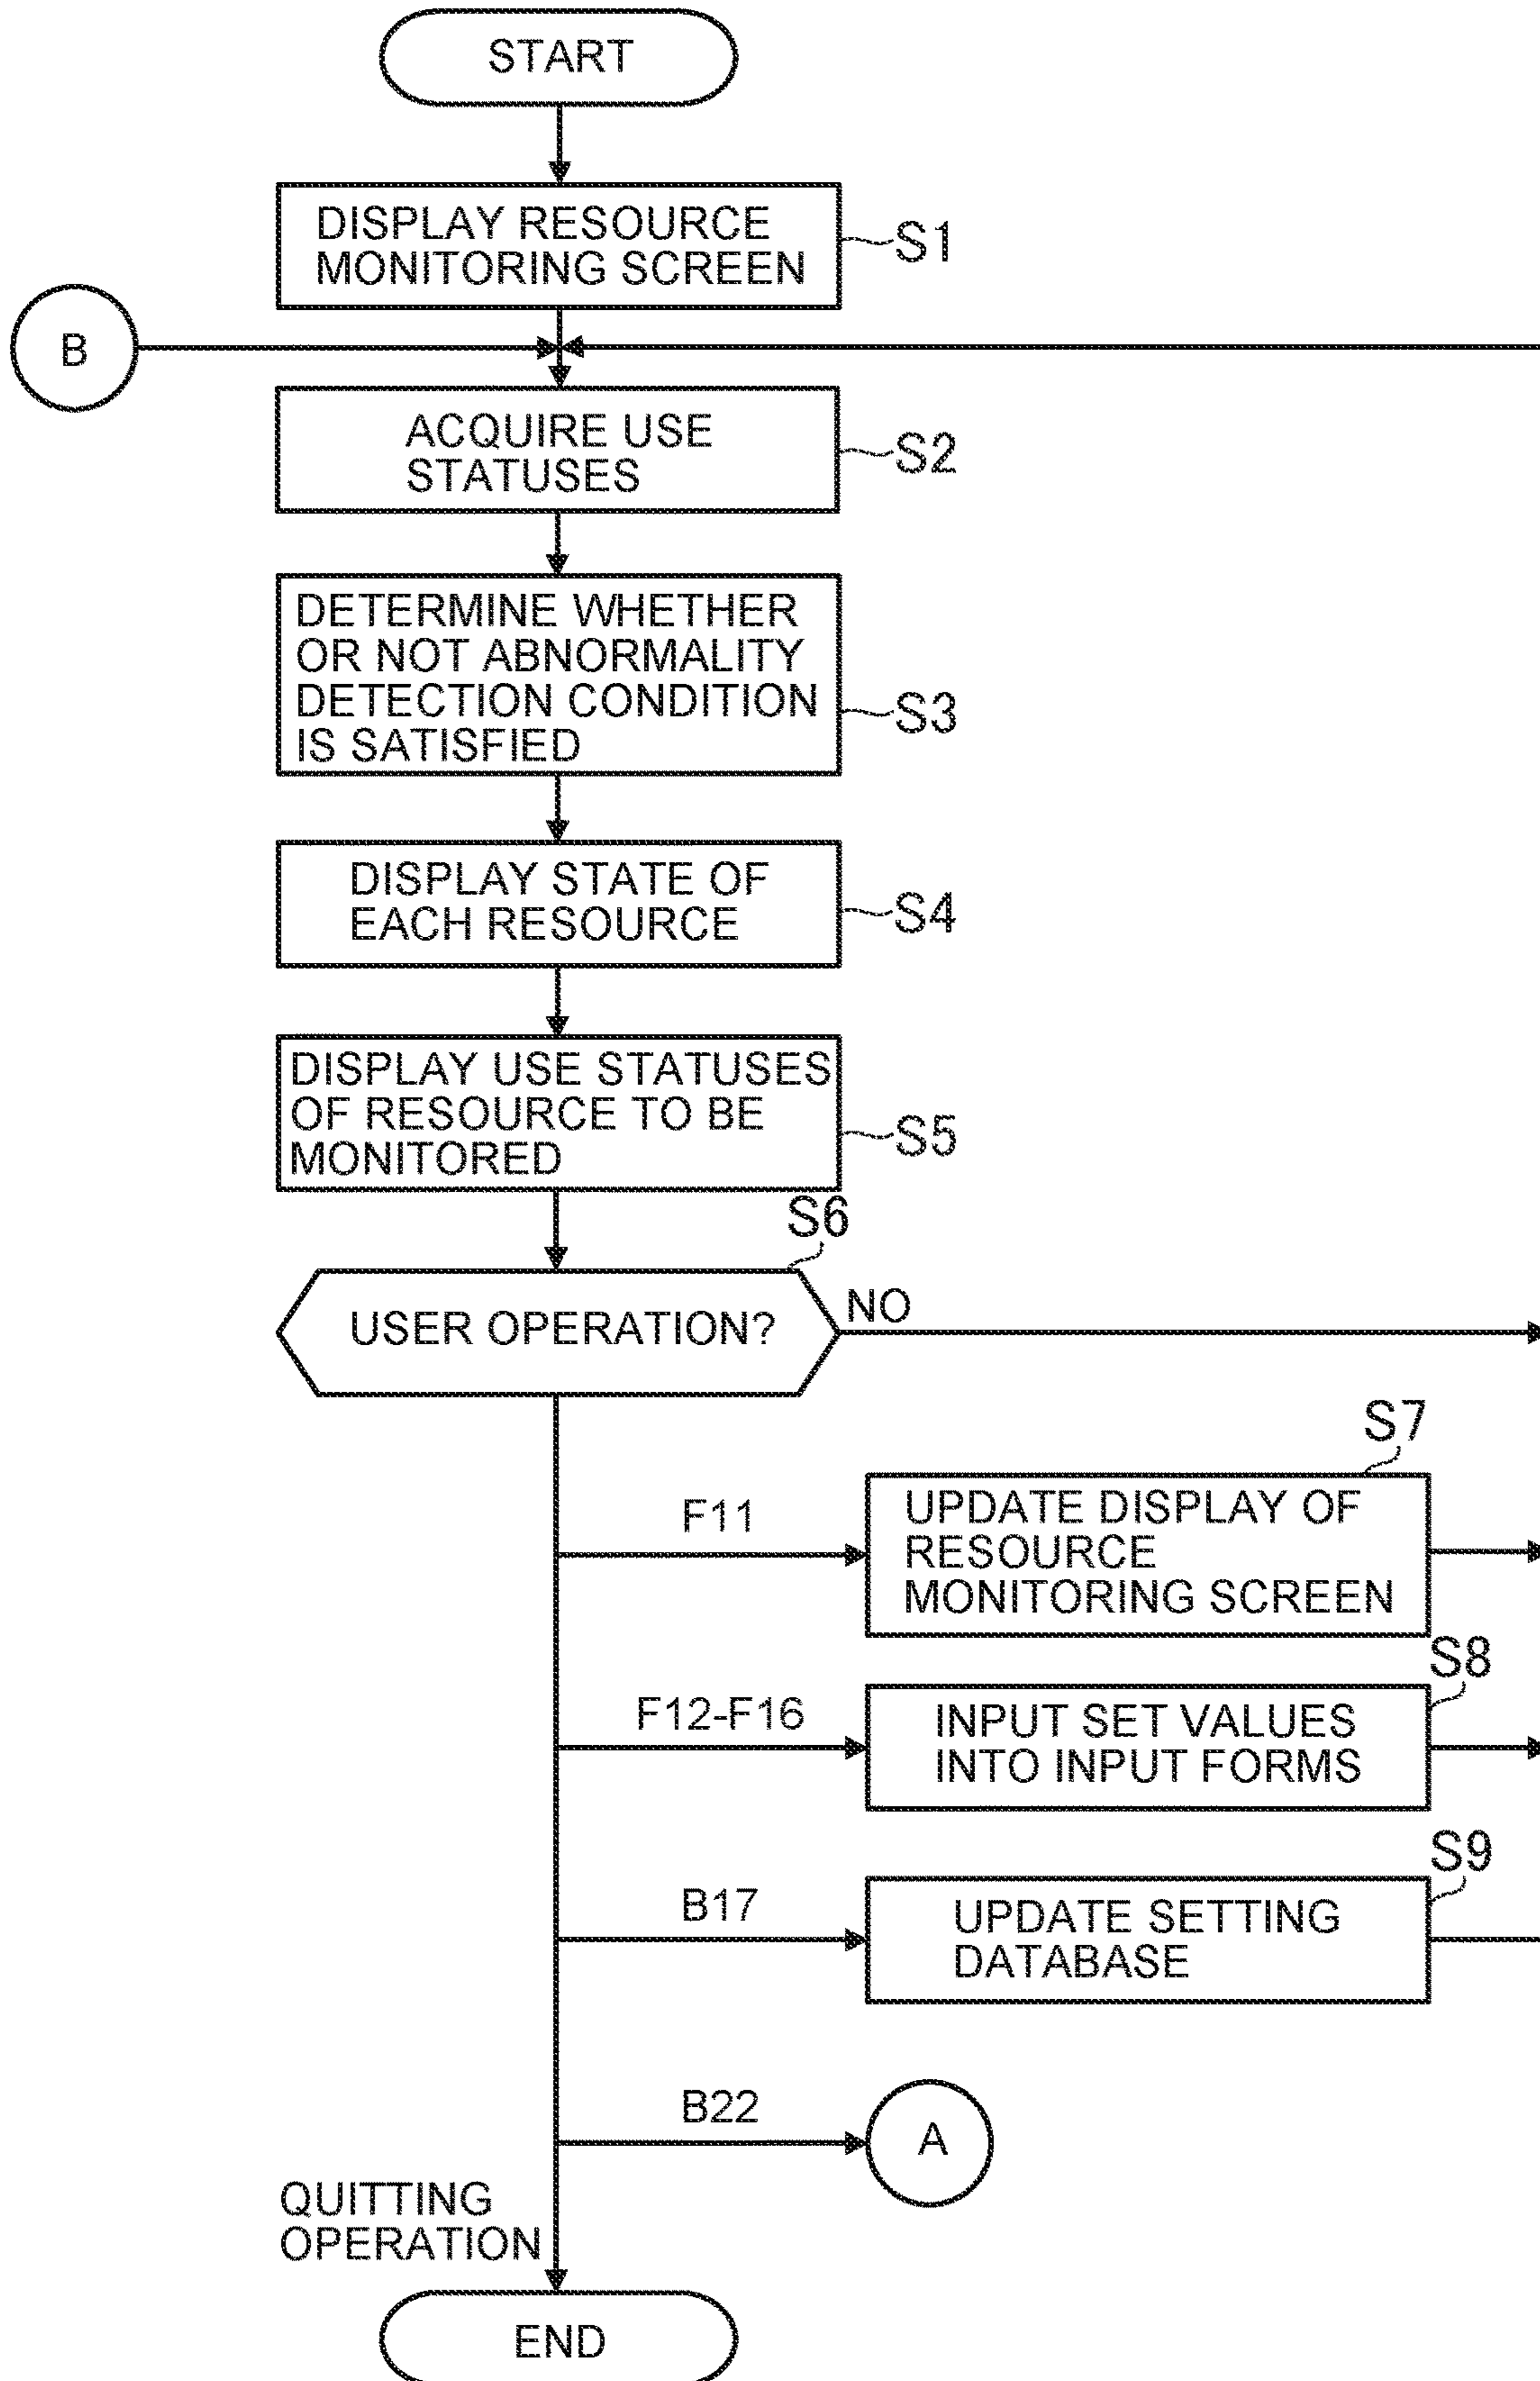 START
DISPLAY RESOURCE
MONITORING SCREEN
S1
B
ACQUIRE USE
STATUSES
S2
DETERMINE WHETHER
OR NOT ABNORMALITY
DETECTION CONDITION
IS SATISFIED
S3
DISPLAY STATE OF
EACH RESOURCE
S4
DISPLAY USE STATUSES
OF RESOURCE TO BE
MONITORED
S5
S6
USER OPERATION?
NO
S7
F11
UPDATE DISPLAY OF
RESOURCE
MONITORING SCREEN
S8
F12-F16
INPUT SET VALUES
INTO INPUT FORMS
S9
B17
UPDATE SETTING
DATABASE
B22
A
QUITTING
OPERATION
END